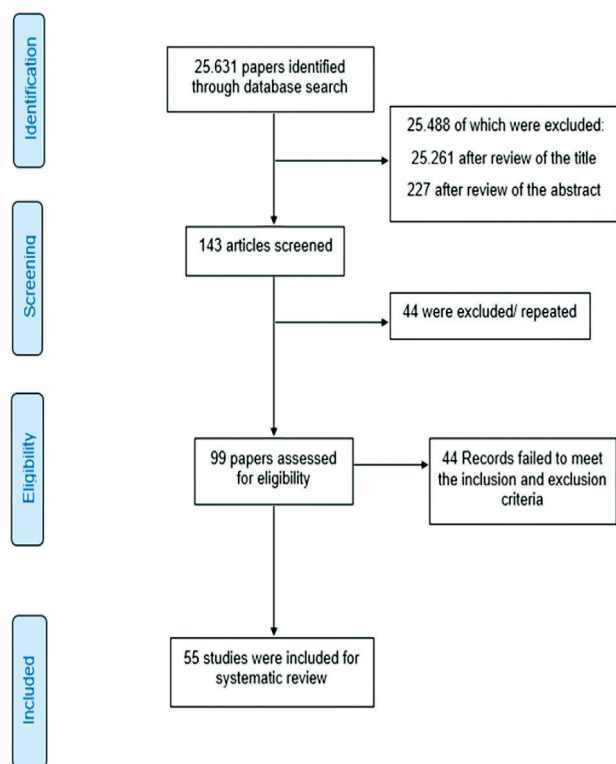 Identification
25.631 papers identified
through database search
25.488 of which were excluded:
25.261 after review of the title
227 after review of the abstract
Screening
143 articles screened
44 were excluded/ repeated
Eligibility
99 papers assessed
for eligibility
44 Records failed to meet
the inclusion and exclusion
criteria
Included
55 studies were included for
systematic review